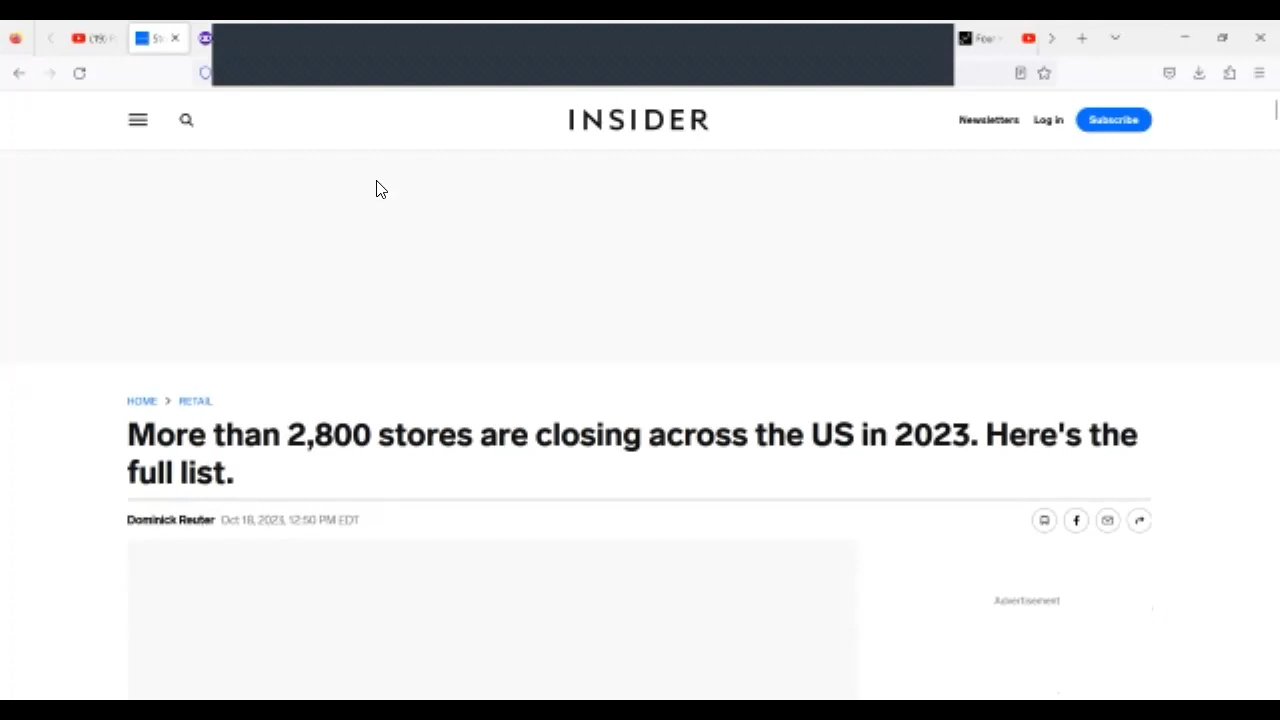 INSIDER
Newsletters Log in Subscribe
HOME > RETAIL
More than 2,800 stores are closing across the US in 2023. Here's the
full list.
Dominick Reuter Oct 18, 2023, 12:50 PM EDT
Advertisement